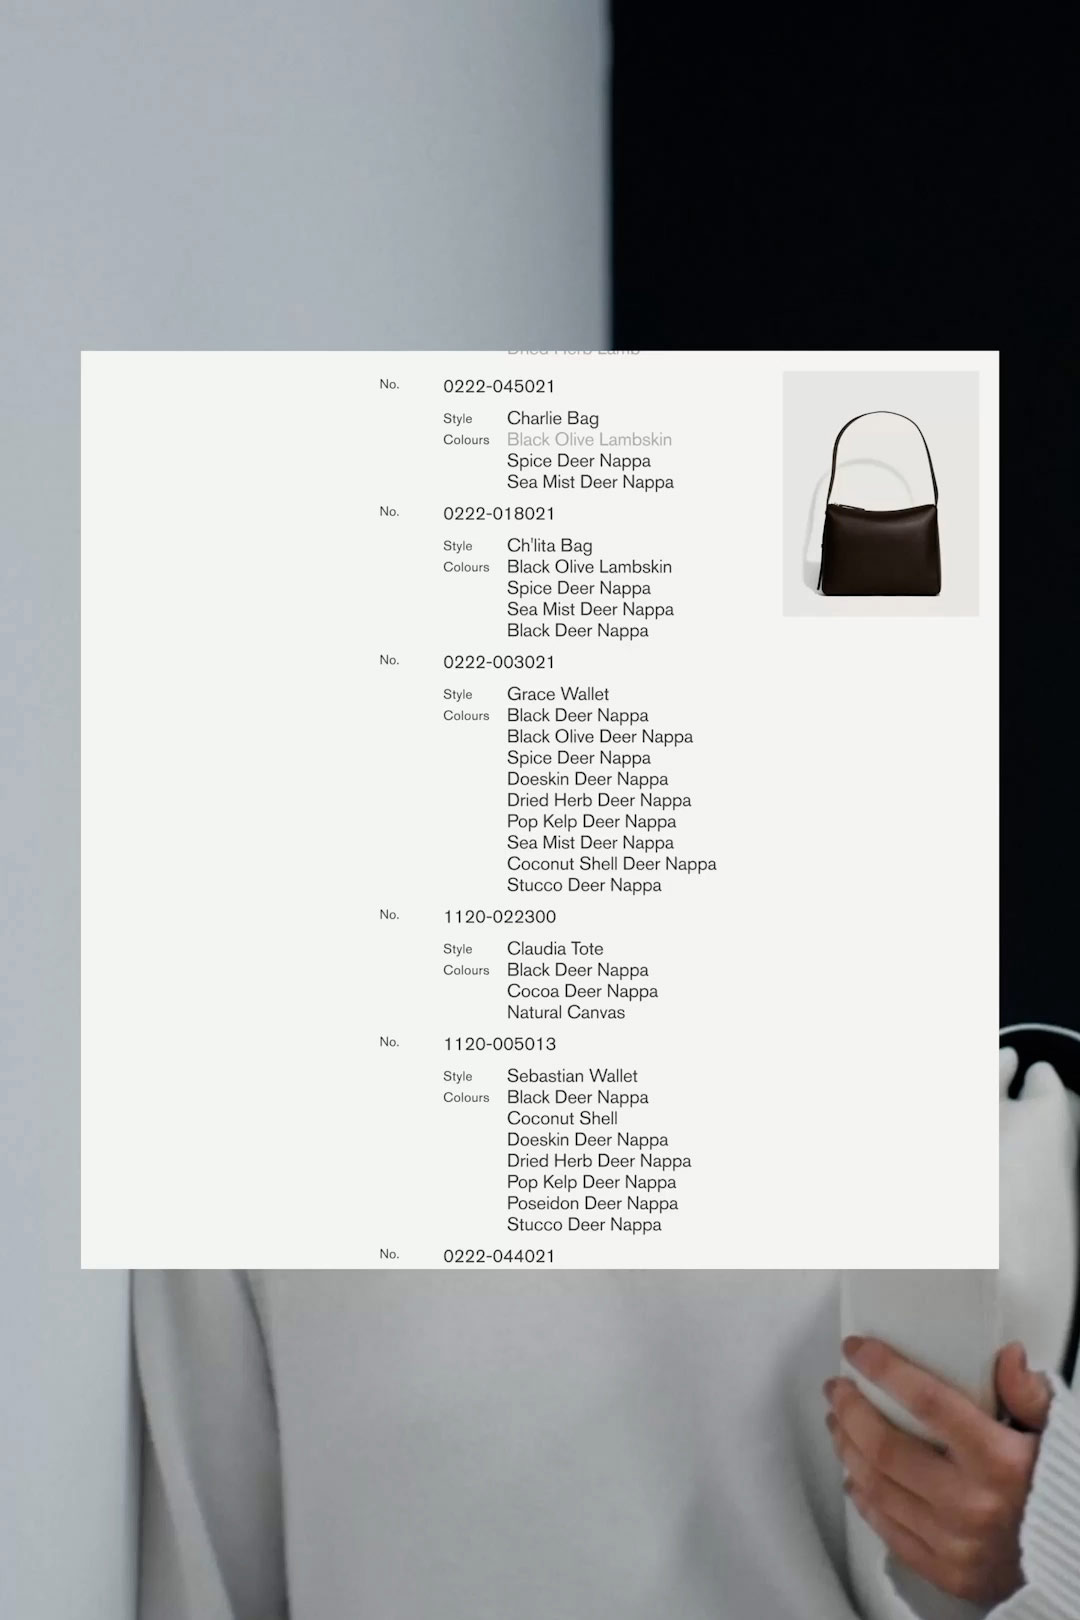 Dried Herb Lamb
No. 0222-045021
Style Charlie Bag
Colours Black Olive Lambskin
Spice Deer Nappa
Sea Mist Deer Nappa
No. 0222-018021
Style Ch'lita Bag
Colours Black Olive Lambskin
Spice Deer Nappa
Sea Mist Deer Nappa
Black Deer Nappa
No. 0222-003021
Style Grace Wallet
Colours Black Deer Nappa
Black Olive Deer Nappa
Spice Deer Nappa
Doeskin Deer Nappa
Dried Herb Deer Nappa
Pop Kelp Deer Nappa
Sea Mist Deer Nappa
Coconut Shell Deer Nappa
Stucco Deer Nappa
No. 1120-022300
Style Claudia Tote
Colours Black Deer Nappa
Cocoa Deer Nappa
Natural Canvas
No. 1120-005013
Style Sebastian Wallet
Colours Black Deer Nappa
Coconut Shell
Doeskin Deer Nappa
Dried Herb Deer Nappa
Pop Kelp Deer Nappa
Poseidon Deer Nappa
Stucco Deer Nappa
No. 0222-044021